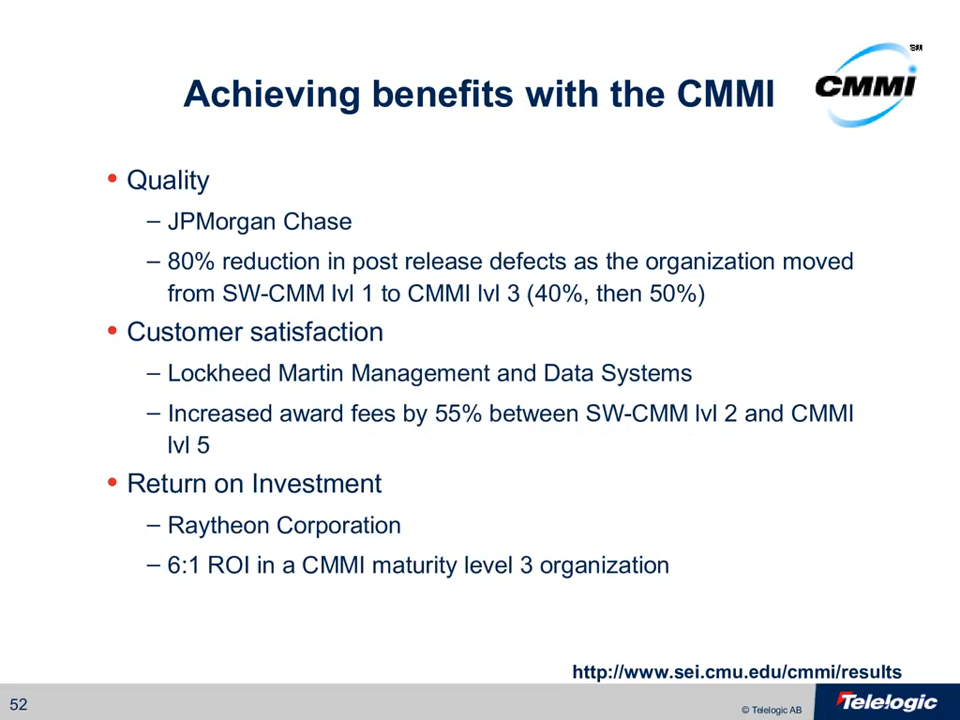 Achieving benefits with the CMMI
CMMI SM
• Quality
– JPMorgan Chase
– 80% reduction in post release defects as the organization moved
from SW-CMM lvl 1 to CMMI lvl 3 (40%, then 50%)
• Customer satisfaction
– Lockheed Martin Management and Data Systems
– Increased award fees by 55% between SW-CMM lvl 2 and CMMI
lvl 5
• Return on Investment
– Raytheon Corporation
– 6:1 ROI in a CMMI maturity level 3 organization
http://www.sei.cmu.edu/cmmi/results
52
© Telelogic AB
Telelogic